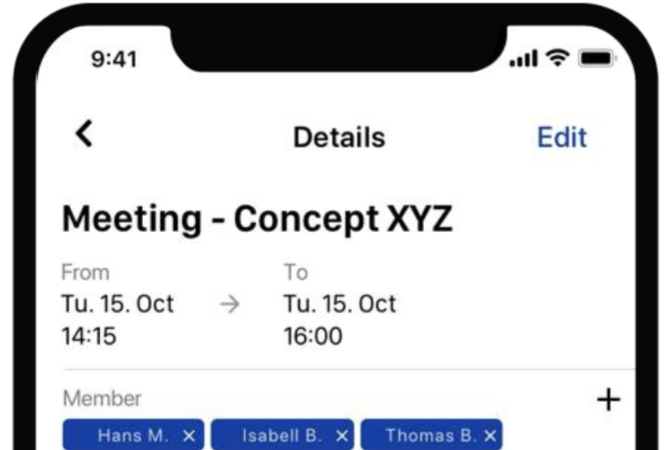 9:41
Details Edit
Meeting - Concept XYZ
From To
Tu. 15. Oct → Tu. 15. Oct
14:15 16:00
Member +
Hans M. × Isabell B. × Thomas B. ×